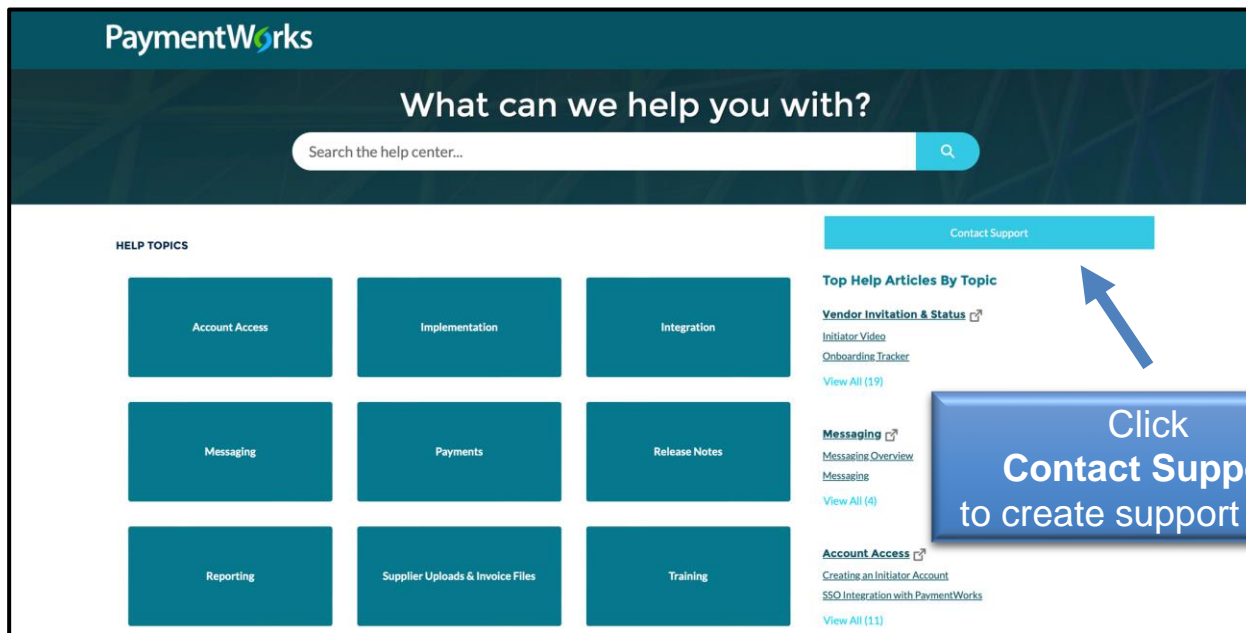 PaymentWorks
What can we help you with?
Search the help center...
Contact Support
HELP TOPICS
Account Access
Implementation
Integration
Messaging
Payments
Release Notes
Reporting
Supplier Uploads & Invoice Files
Training
Top Help Articles By Topic
Vendor Invitation & Status
Initiator Video
Onboarding Tracker
View All (19)
Messaging
Messaging Overview
Messaging
View All (4)
Account Access
Creating an Initiator Account
SSO Integration with PaymentWorks
View All (11)
Click
Contact
to create support